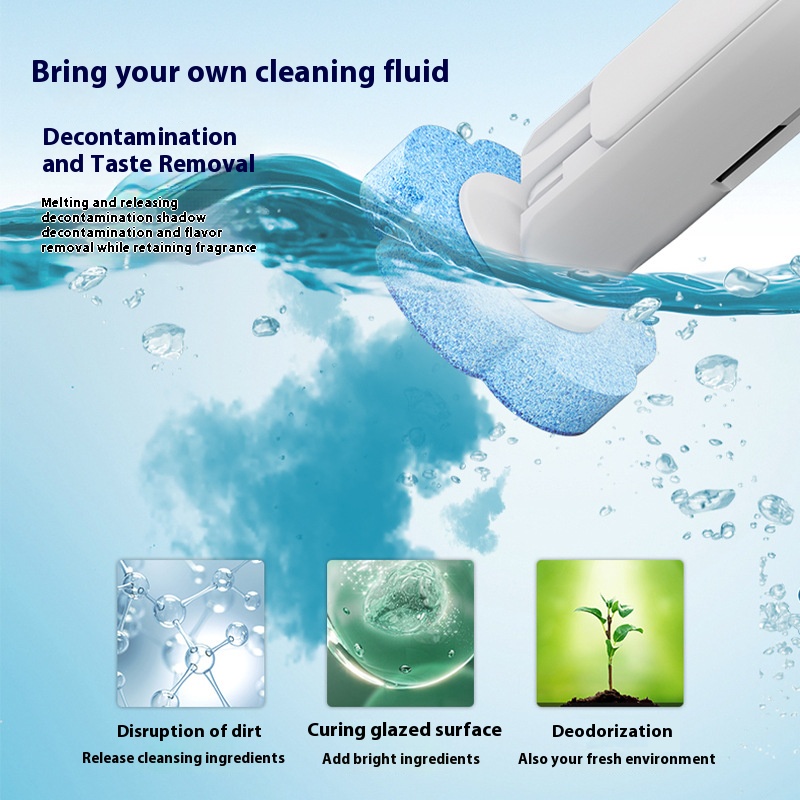 Bring your own cleaning fluid
Decontamination
and Taste Removal
Melting and releasing
decontamination shadow
decontamination and flavor
removal while retaining fragrance
Disruption of dirt
Release cleansing ingredients
Curing glazed surface
Add bright ingredients
Deodorization
Also your fresh environment